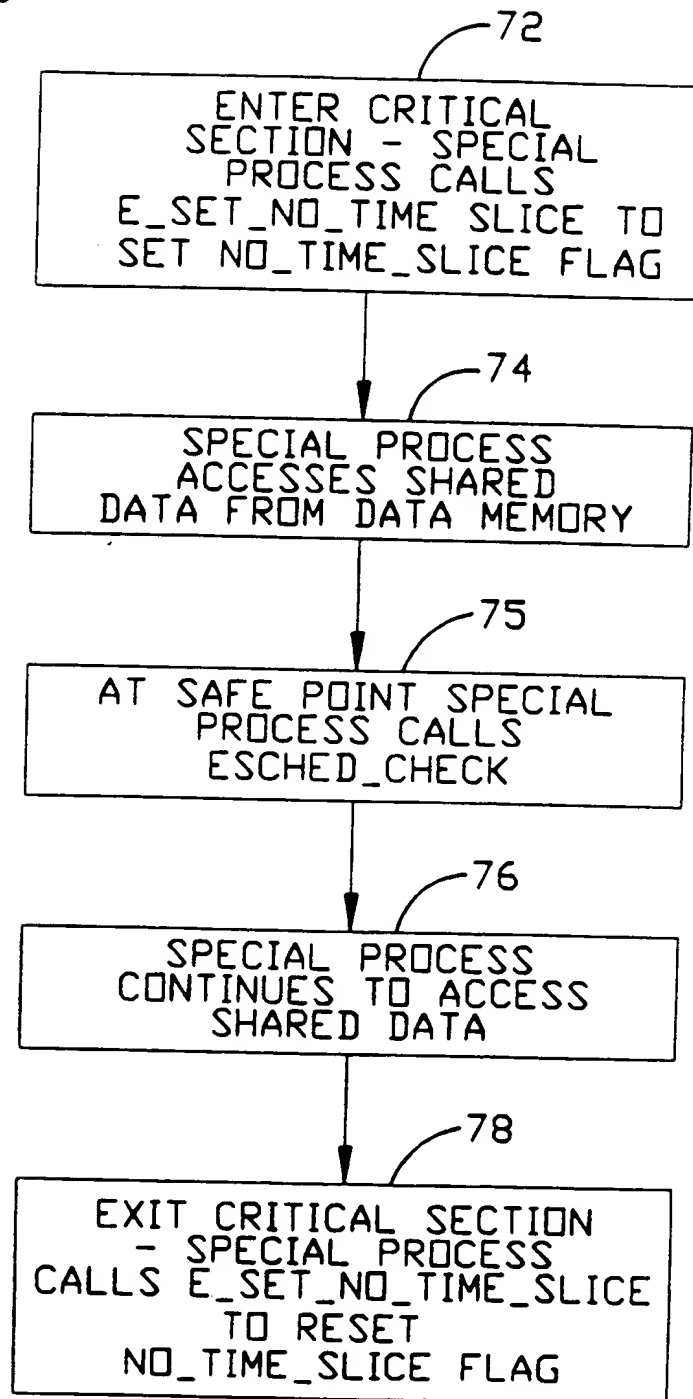 72
ENTER CRITICAL
SECTION - SPECIAL
PROCESS CALLS
E_SET_NO_TIME SLICE TO
SET NO_TIME_SLICE FLAG
74
SPECIAL PROCESS
ACCESSES SHARED
DATA FROM DATA MEMORY
75
AT SAFE POINT SPECIAL
PROCESS CALLS
ESCHED_CHECK
76
SPECIAL PROCESS
CONTINUES TO ACCESS
SHARED DATA
78
EXIT CRITICAL SECTION
- SPECIAL PROCESS
CALLS E_SET_NO_TIME_SLICE
TO RESET
NO_TIME_SLICE FLAG